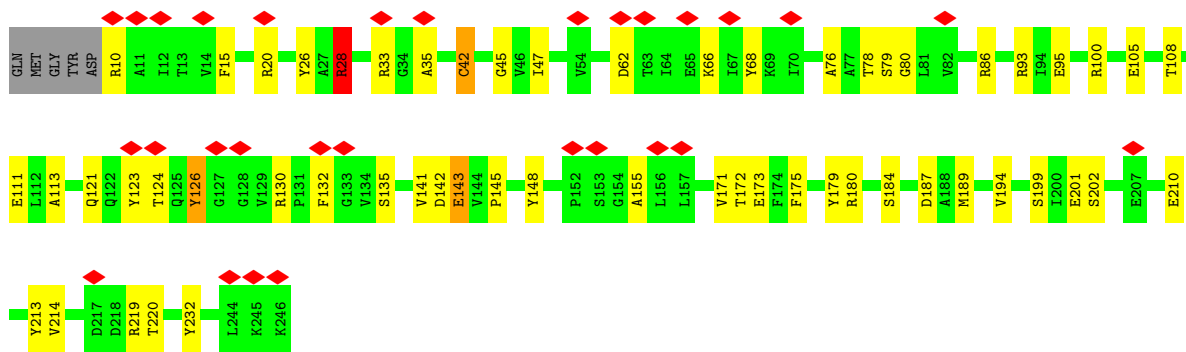 GLN MET GLY TYR ASP R10 A11 I12 T13 V14 F15 R20 Y26 A27 R28 R33 G34 A35 C42 G45 V46 I47 V54 D62 T63 I64 E65 K66 I67 Y68 K69 I70 A76 A77 T78 S79 G80 L81 V82 R86 R93 I94 E95 R100 E105 T108
E111 L112 A113 Q121 Q122 Y123 T124 Q125 Y126 G127 G128 V129 R130 P131 F132 G133 V134 S135 V141 D142 E143 V144 P145 Y148 P152 S153 G154 A155 L156 L157 V171 T172 E173 F174 F175 Y179 R180 S184 D187 A188 M189 V194 S199 I200 E201 S202 E207 E210
Y213 V214 D217 D218 R219 T220 Y232 L244 K245 K246